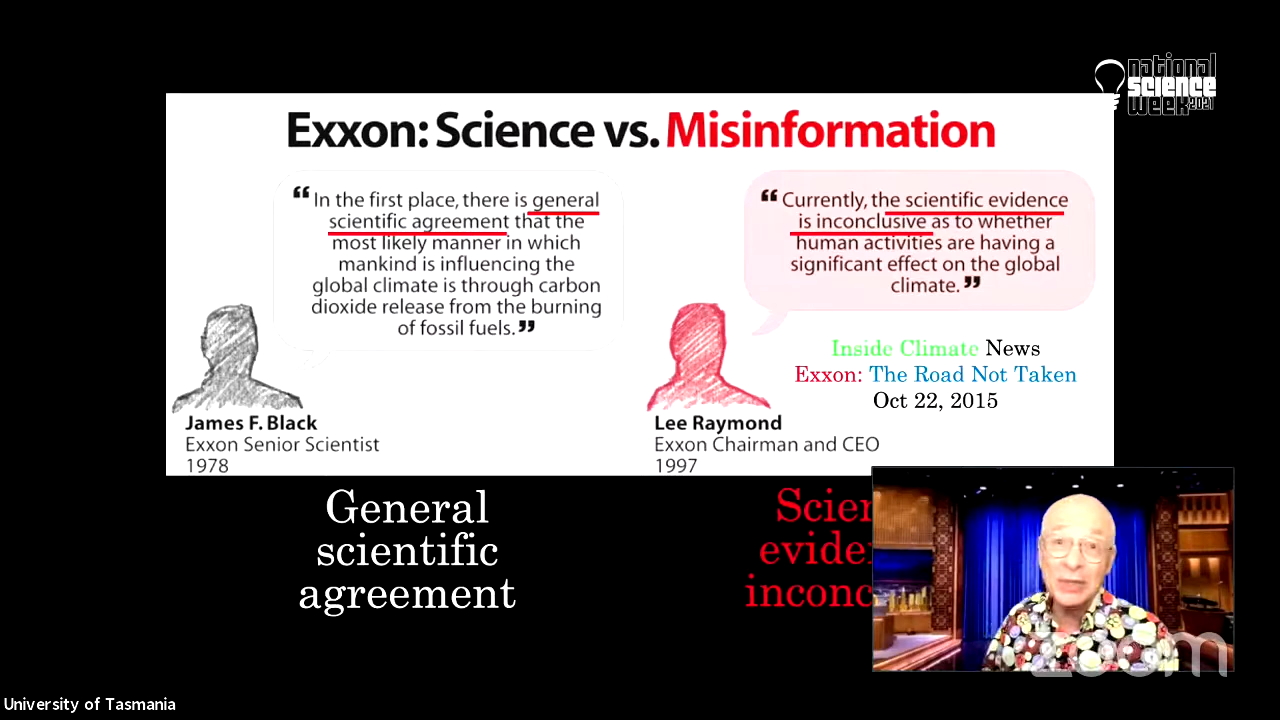 national
science
week 2021
Exxon: Science vs. Misinformation
“ In the first place, there is general
scientific agreement that the
most likely manner in which
mankind is influencing the
global climate is through carbon
dioxide release from the burning
of fossil fuels. ”
James F. Black
Exxon Senior Scientist
1978
“ Currently, the scientific evidence
is inconclusive as to whether
human activities are having a
significant effect on the global
climate. ”
Inside Climate News
Exxon: The Road Not Taken
Oct 22, 2015
Lee Raymond
Exxon Chairman and CEO
1997
General
scientific
agreement
Scien
eviden
inconc
zoom
University of Tasmania